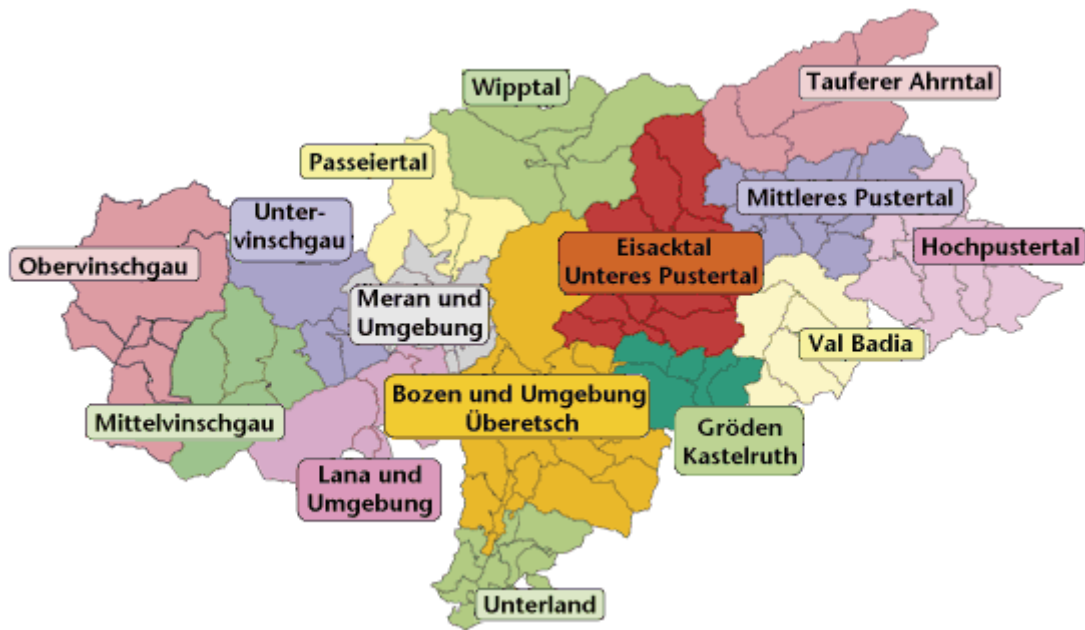 Wipptal
Tauferer Ahrntal
Passeiertal
Mittleres Pustertal
Unter-
vinschgau
Obervinschgau
Eisacktal
Unteres Pustertal
Hochpustertal
Meran und
Umgebung
Val Badia
Bozen und Umgebung
Überetsch
Mittelvinschgau
Gröden
Kastelruth
Lana und
Umgebung
Unterland